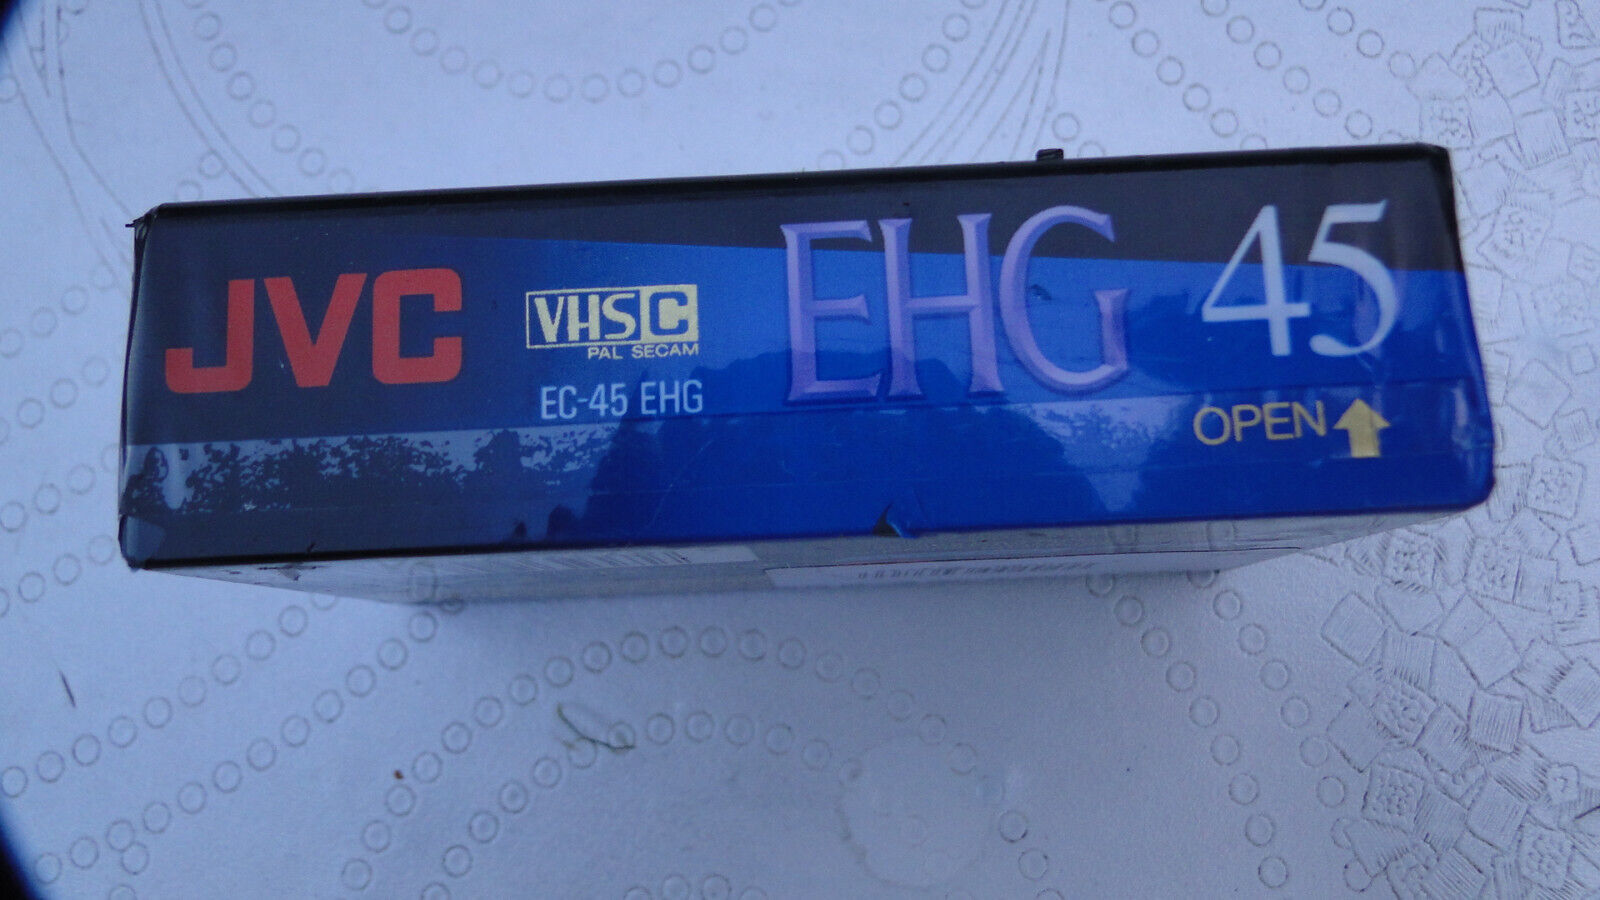 JVC
VHS C
PAL SECAM
EC-45 EHG
EHG 45
OPEN